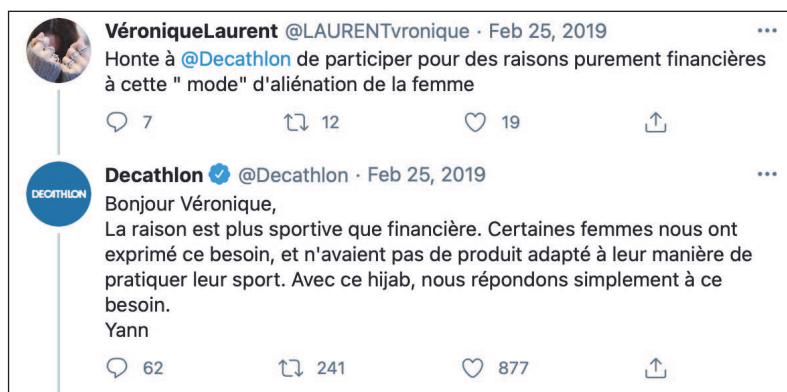 VéroniqueLaurent @LAURENTvronique · Feb 25, 2019
Honte à @Decathlon de participer pour des raisons purement financières
à cette " mode" d'aliénation de la femme
7 12 19
Decathlon @Decathlon · Feb 25, 2019
DECATHLON
Bonjour Véronique,
La raison est plus sportive que financière. Certaines femmes nous ont
exprimé ce besoin, et n'avaient pas de produit adapté à leur manière de
pratiquer leur sport. Avec ce hijab, nous répondons simplement à ce
besoin.
Yann
62 241 877